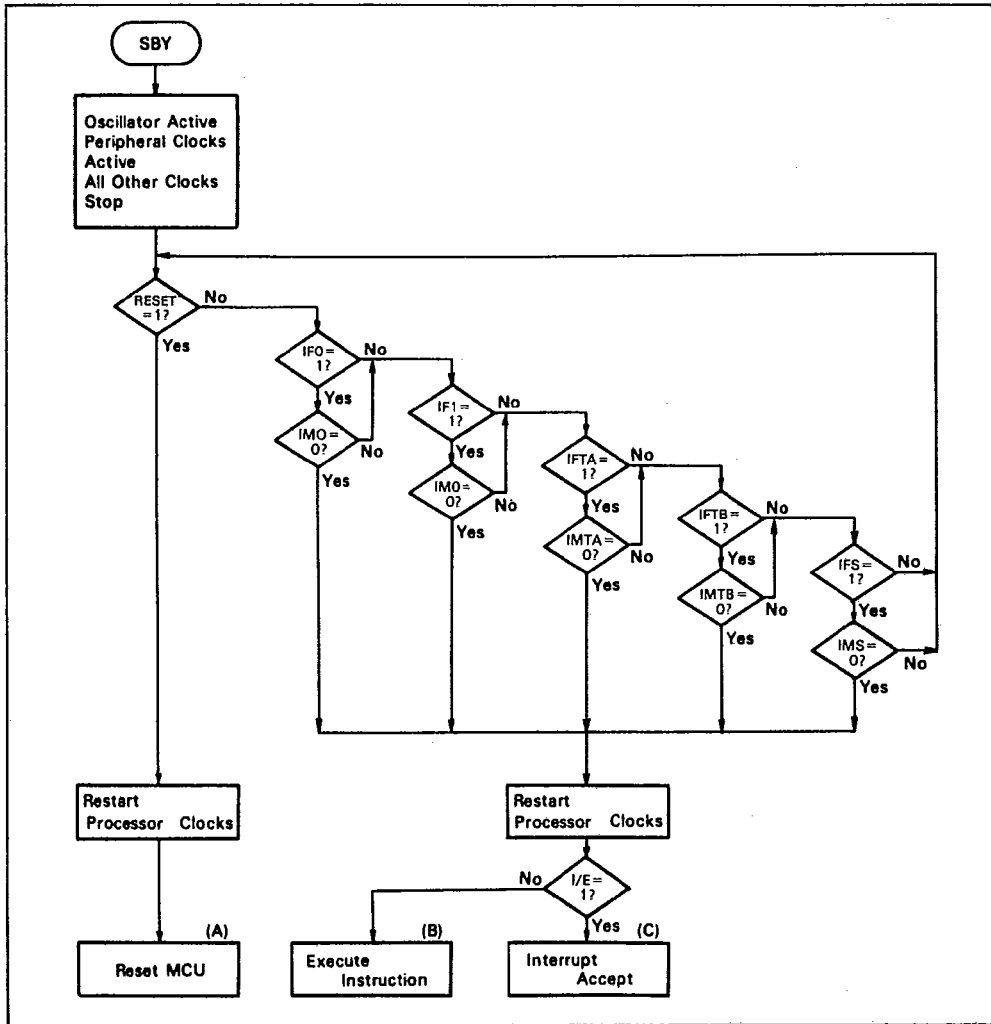 SBY
Oscillator Active
Peripheral Clocks
Active
All Other Clocks
Stop
RESET
=1?
No
Yes
IF0=
1?
No
Yes
IM0=
0?
No
Yes
IF1=
1?
No
Yes
IM0=
0?
No
Yes
IFTA=
1?
No
Yes
IMTA=
0?
No
Yes
IFTB=
1?
No
Yes
IMTB=
0?
No
Yes
IFS=
1?
No
Yes
IMS=
0?
No
Yes
Restart
Processor Clocks
Restart
Processor Clocks
I/E=
1?
No
Yes
(A)
Reset MCU
(B)
Execute
Instruction
(C)
Interrupt
Accept